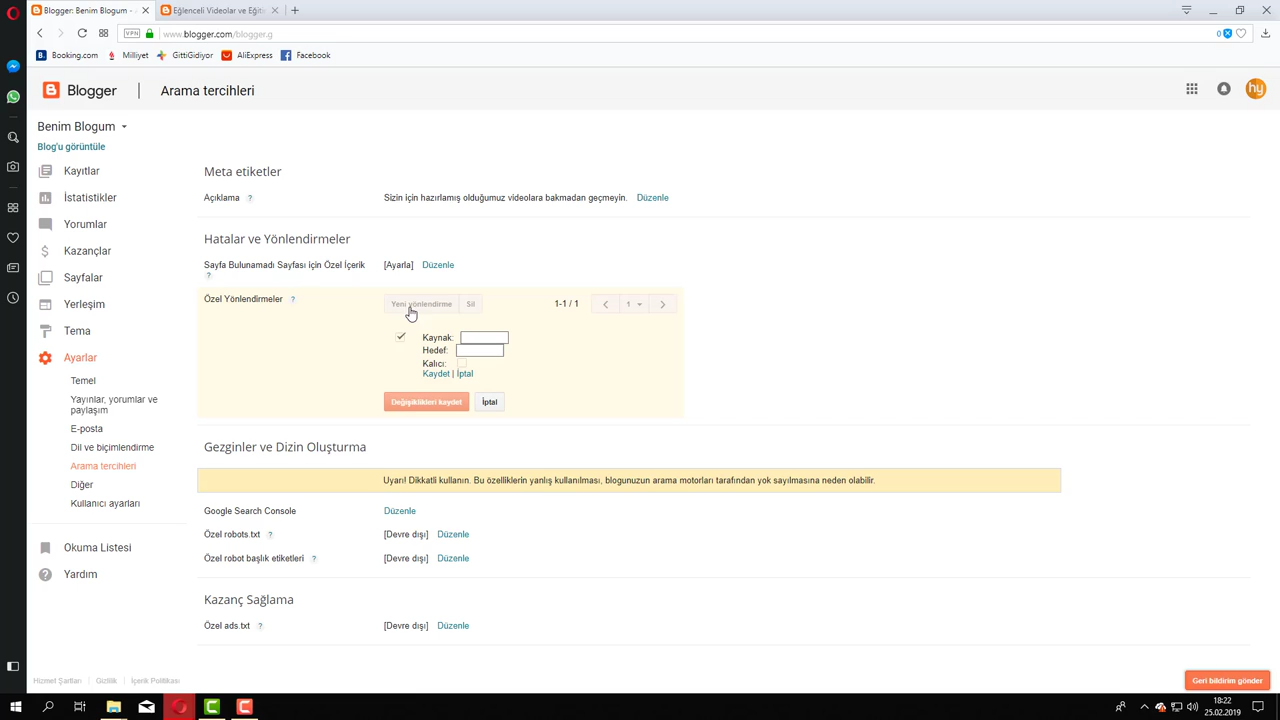 Blogger: Benim Blogum -
Eğlenceli Videolar ve Eğiti
VPN
www.blogger.com/blogger.g
0
Booking.com
Milliyet
GittiGidiyor
AliExpress
Facebook
Blogger
Arama tercihleri
hy
Benim Blogum
Blog'u görüntüle
Kayıtlar
İstatistikler
Yorumlar
Kazançlar
Sayfalar
Yerleşim
Tema
Ayarlar
Temel
Yayınlar, yorumlar ve
paylaşım
E-posta
Dil ve biçimlendirme
Arama tercihleri
Diğer
Kullanıcı ayarları
Okuma Listesi
Yardım
Meta etiketler
Açıklama ?
Sizin için hazırlamış olduğumuz videolara bakmadan geçmeyin. Düzenle
Hatalar ve Yönlendirmeler
Sayfa Bulunamadı Sayfası için Özel İçerik
?
[Ayarla] Düzenle
Özel Yönlendirmeler ?
Yeni yönlendirme Sil
1-1 / 1
1
Kaynak:
Hedef:
Kalıcı:
Kaydet | İptal
Değişiklikleri kaydet İptal
Gezginler ve Dizin Oluşturma
Uyarı! Dikkatli kullanın. Bu özelliklerin yanlış kullanılması, blogunuzun arama motorları tarafından yok sayılmasına neden olabilir.
Google Search Console Düzenle
Özel robots.txt ? [Devre dışı] Düzenle
Özel robot başlık etiketleri ? [Devre dışı] Düzenle
Kazanç Sağlama
Özel ads.txt ? [Devre dışı] Düzenle
Hizmet Şartları | Gizlilik | İçerik Politikası
Geri bildirim gönder
18:22
25.02.2019